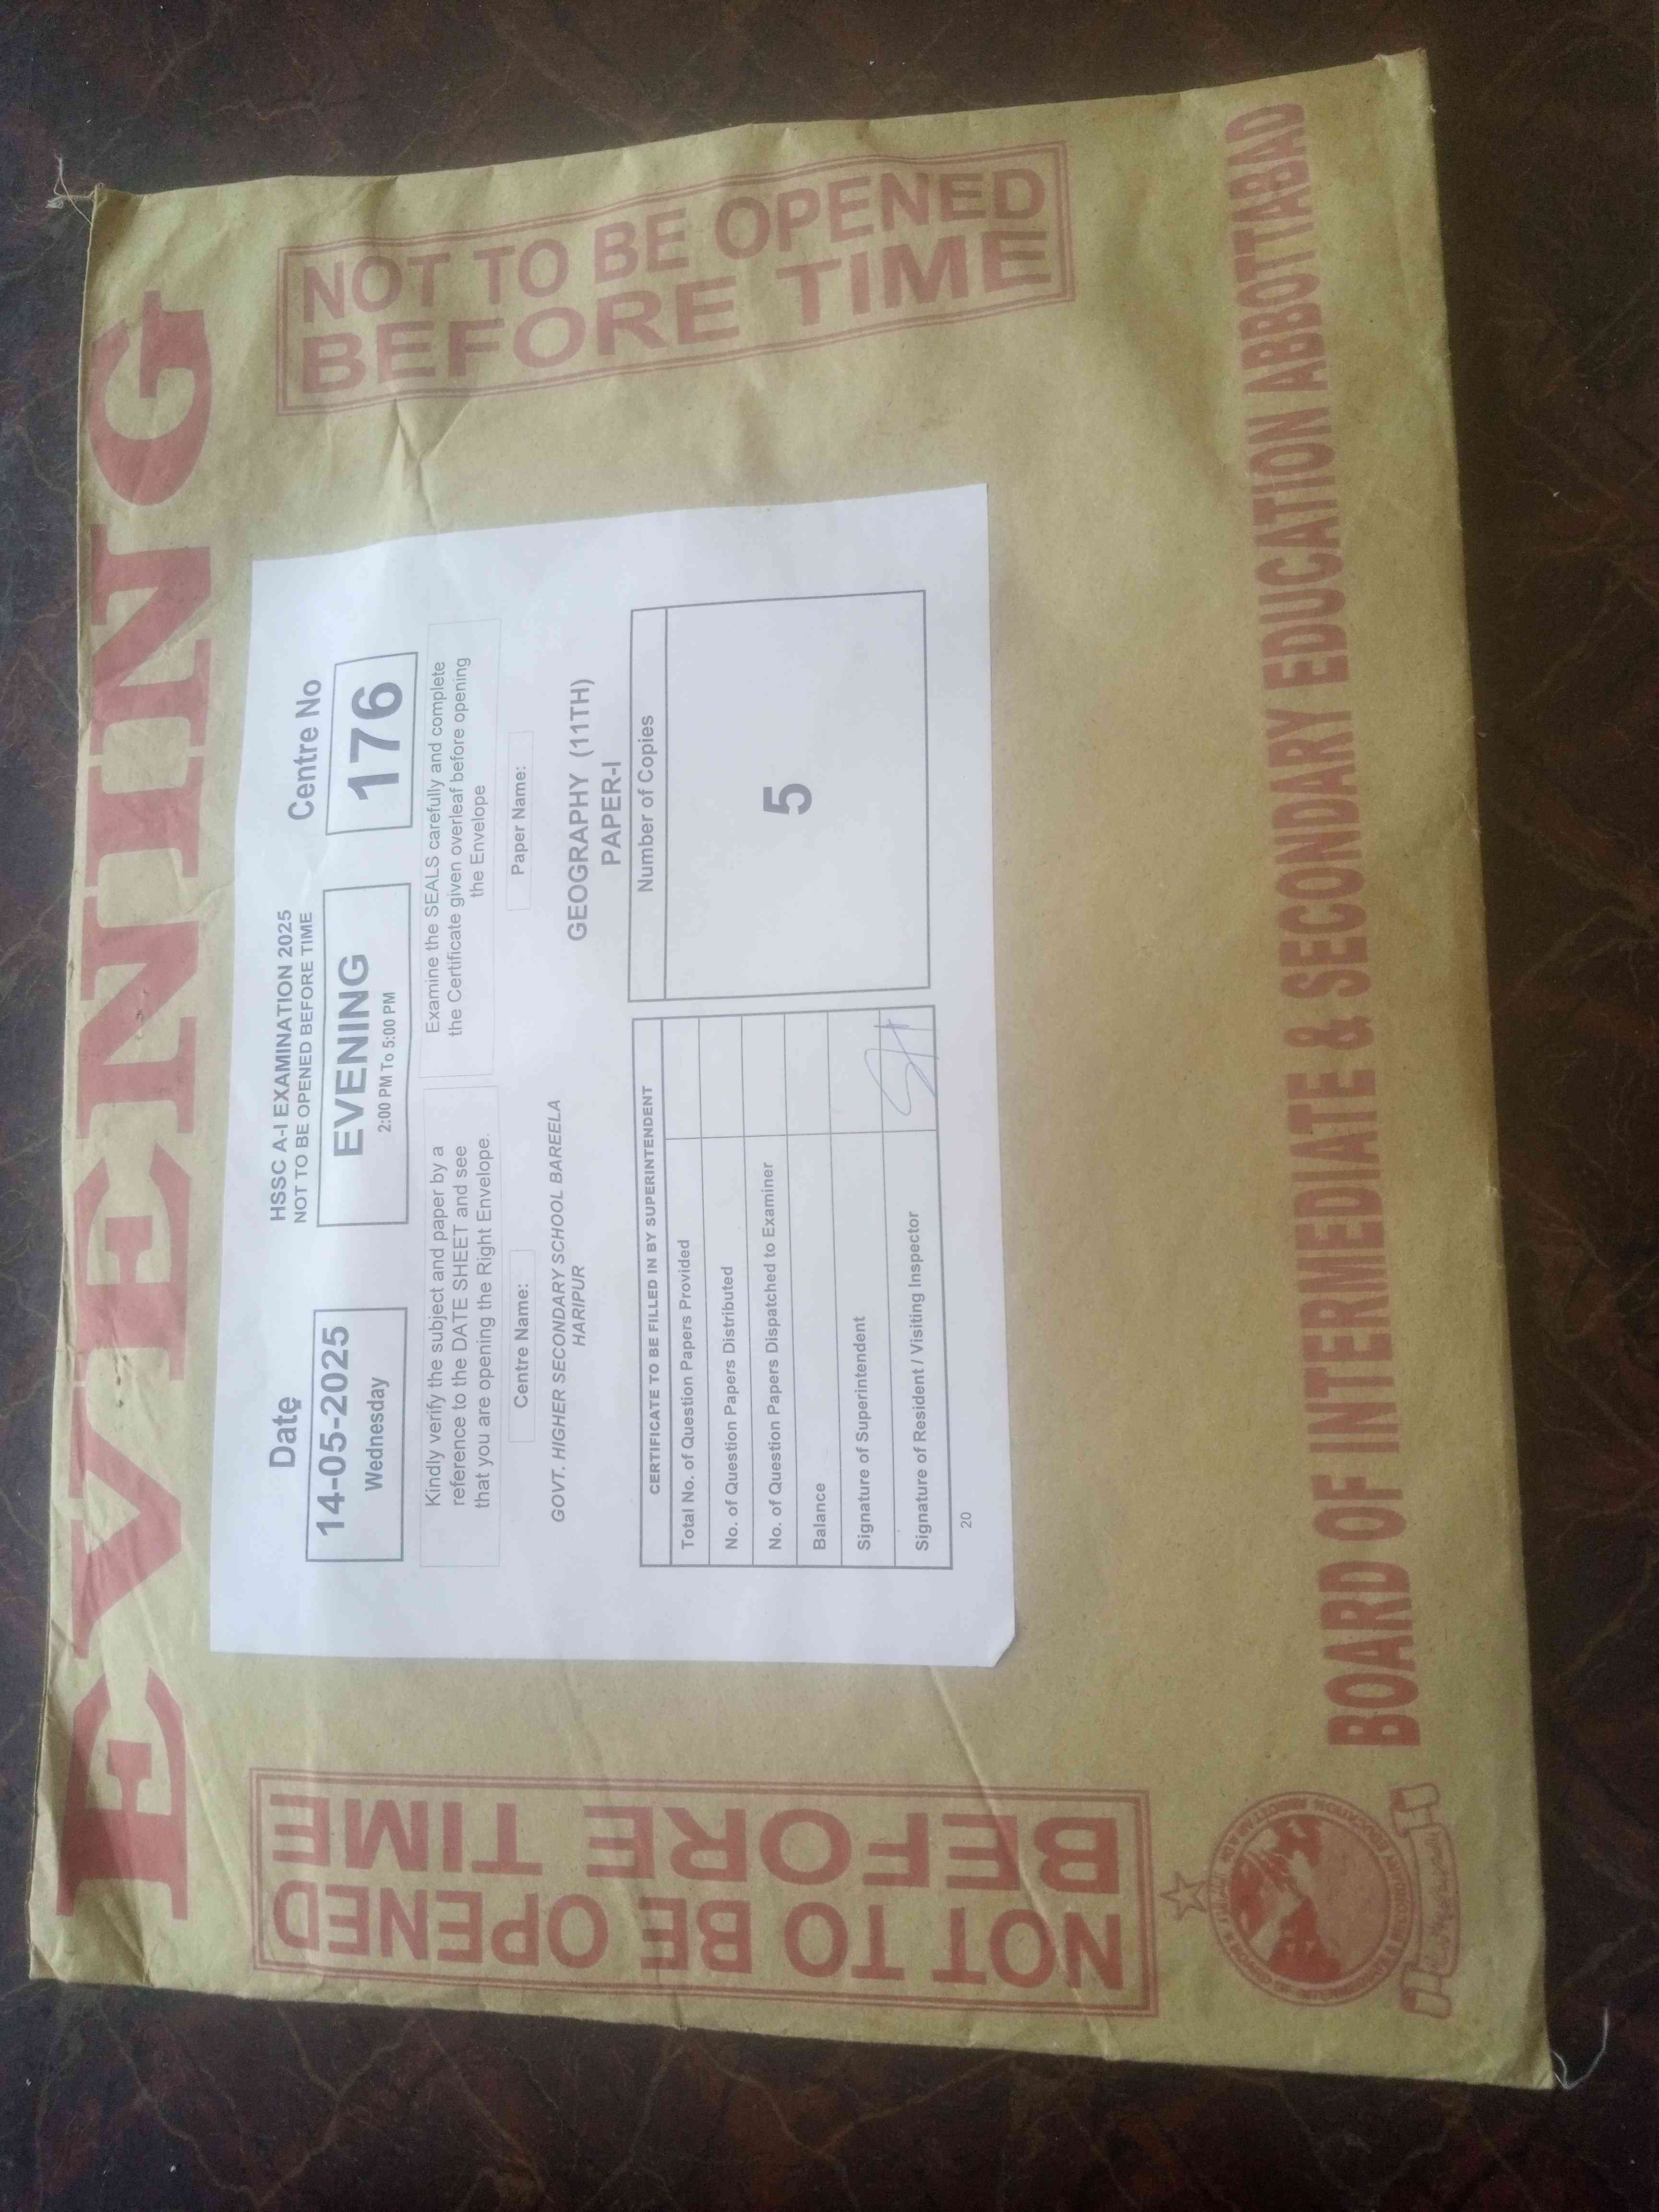 EVENING
NOT TO BE OPENED
BEFORE TIME
Date
14-05-2025
Wednesday
HSSC A-I EXAMINATION 2025
NOT TO BE OPENED BEFORE TIME
EVENING
2:00 PM To 5:00 PM
Centre No
176
Kindly verify the subject and paper by a
reference to the DATE SHEET and see
that you are opening the Right Envelope.
Examine the SEALS carefully and complete
the Certificate given overleaf before opening
the Envelope
Centre Name:
GOVT. HIGHER SECONDARY SCHOOL BAREELA
HARIPUR
Paper Name:
GEOGRAPHY (11TH)
PAPER-I
CERTIFICATE TO BE FILLED IN BY SUPERINTENDENT
Total No. of Question Papers Provided
No. of Question Papers Distributed
No. of Question Papers Dispatched to Examiner
Balance
Signature of Superintendent
Signature of Resident / Visiting Inspector
Number of Copies
5
20
NOT TO BE OPENED
BEFORE TIME
BOARD OF INTERMEDIATE & SECONDARY EDUCATION ABBOTTABAD